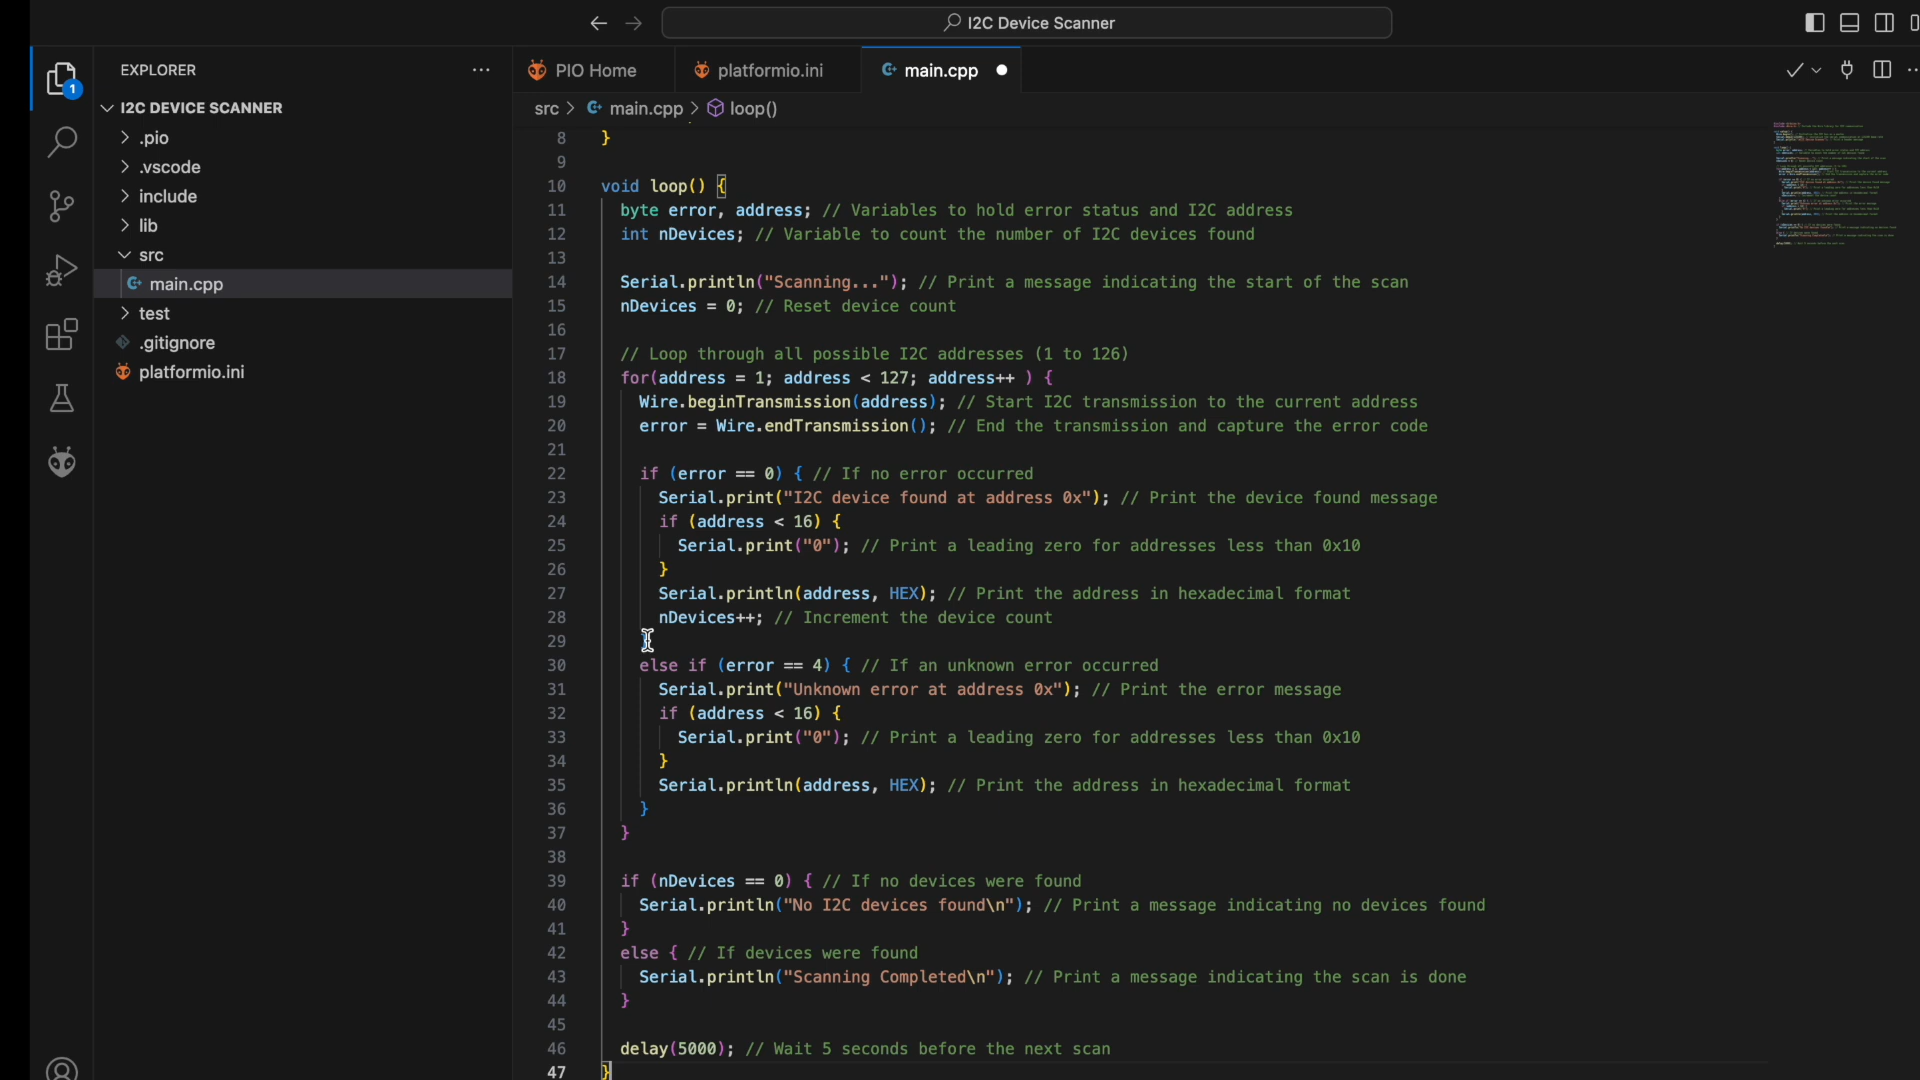 I2C Device Scanner
EXPLORER
PIO Home
platformio.ini
main.cpp
1
I2C DEVICE SCANNER
.pio
.vscode
include
lib
src
main.cpp
test
.gitignore
platformio.ini
src > main.cpp > loop()
8 }
9
10 void loop() {
11 byte error, address; // Variables to hold error status and I2C address
12 int nDevices; // Variable to count the number of I2C devices found
13
14 Serial.println("Scanning..."); // Print a message indicating the start of the scan
15 nDevices = 0; // Reset device count
16
17 // Loop through all possible I2C addresses (1 to 126)
18 for(address = 1; address < 127; address++ ) {
19 Wire.beginTransmission(address); // Start I2C transmission to the current address
20 error = Wire.endTransmission(); // End the transmission and capture the error code
21
22 if (error == 0) { // If no error occurred
23 Serial.print("I2C device found at address 0x"); // Print the device found message
24 if (address < 16) {
25 Serial.print("0"); // Print a leading zero for addresses less than 0x10
26 }
27 Serial.println(address, HEX); // Print the address in hexadecimal format
28 nDevices++; // Increment the device count
29
30 else if (error == 4) { // If an unknown error occurred
31 Serial.print("Unknown error at address 0x"); // Print the error message
32 if (address < 16) {
33 Serial.print("0"); // Print a leading zero for addresses less than 0x10
34 }
35 Serial.println(address, HEX); // Print the address in hexadecimal format
36 }
37 }
38
39 if (nDevices == 0) { // If no devices were found
40 Serial.println("No I2C devices found\n"); // Print a message indicating no devices found
41 }
42 else { // If devices were found
43 Serial.println("Scanning Completed\n"); // Print a message indicating the scan is done
44 }
45
46 delay(5000); // Wait 5 seconds before the next scan
47 }